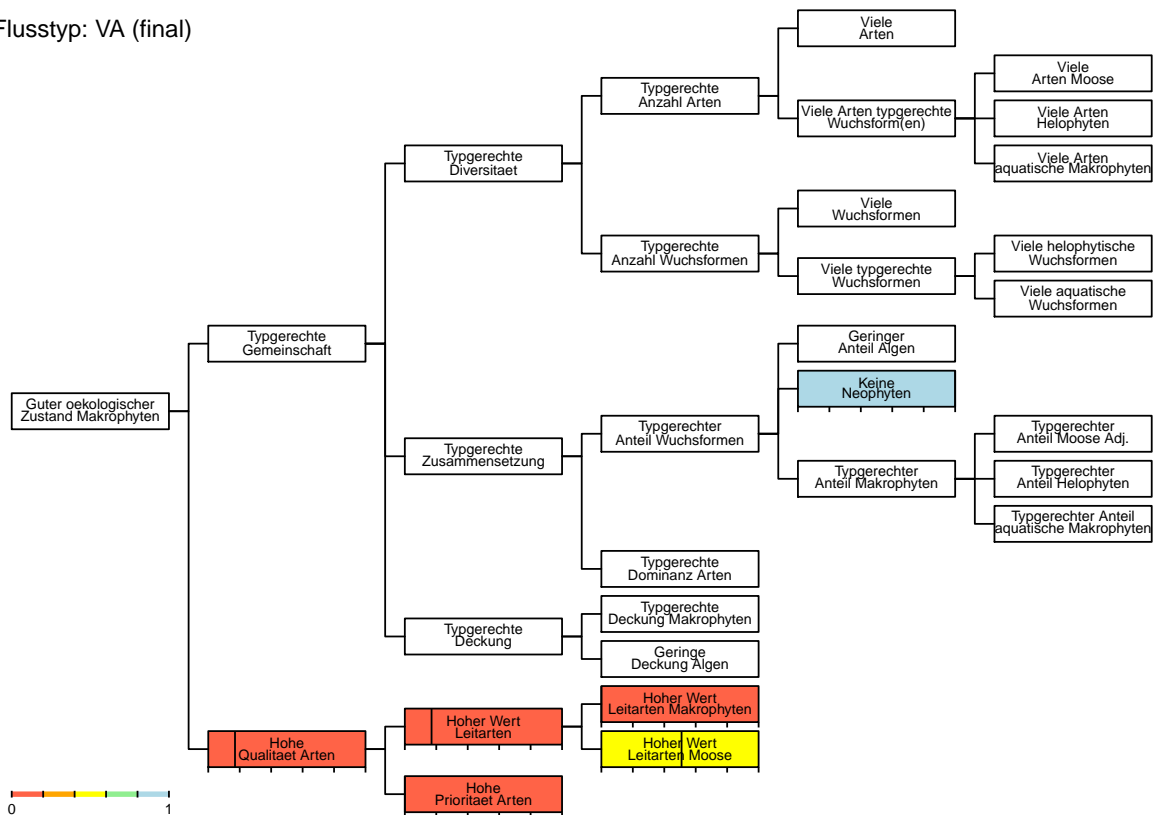 Flusstyp: VA (final)
Viele
Arten
Viele
Arten Moose
Typgerechte
Anzahl Arten
Viele Arten typgerechte
Wuchsform(en)
Viele Arten
Helophyten
Typgerechte
Diversitaet
Viele Arten
aquatische Makrophyten
Viele
Wuchsformen
Typgerechte
Anzahl Wuchsformen
Viele helophytische
Wuchsformen
Viele typgerechte
Wuchsformen
Viele aquatische
Wuchsformen
Typgerechte
Gemeinschaft
Geringer
Anteil Algen
Keine
Neophyten
Guter oekologischer
Zustand Makrophyten
Typgerechter
Anteil Wuchsformen
Typgerechter
Anteil Moose Adj.
Typgerechte
Zusammensetzung
Typgerechter
Anteil Makrophyten
Typgerechter
Anteil Helophyten
Typgerechter Anteil
aquatische Makrophyten
Typgerechte
Dominanz Arten
Typgerechte
Deckung Makrophyten
Typgerechte
Deckung
Geringe
Deckung Algen
Hoher Wert
Leitarten Makrophyten
Hoher Wert
Leitarten
Hohe
Qualitaet Arten
Hoher Wert
Leitarten Moose
Hohe
Prioritaet Arten
0 1